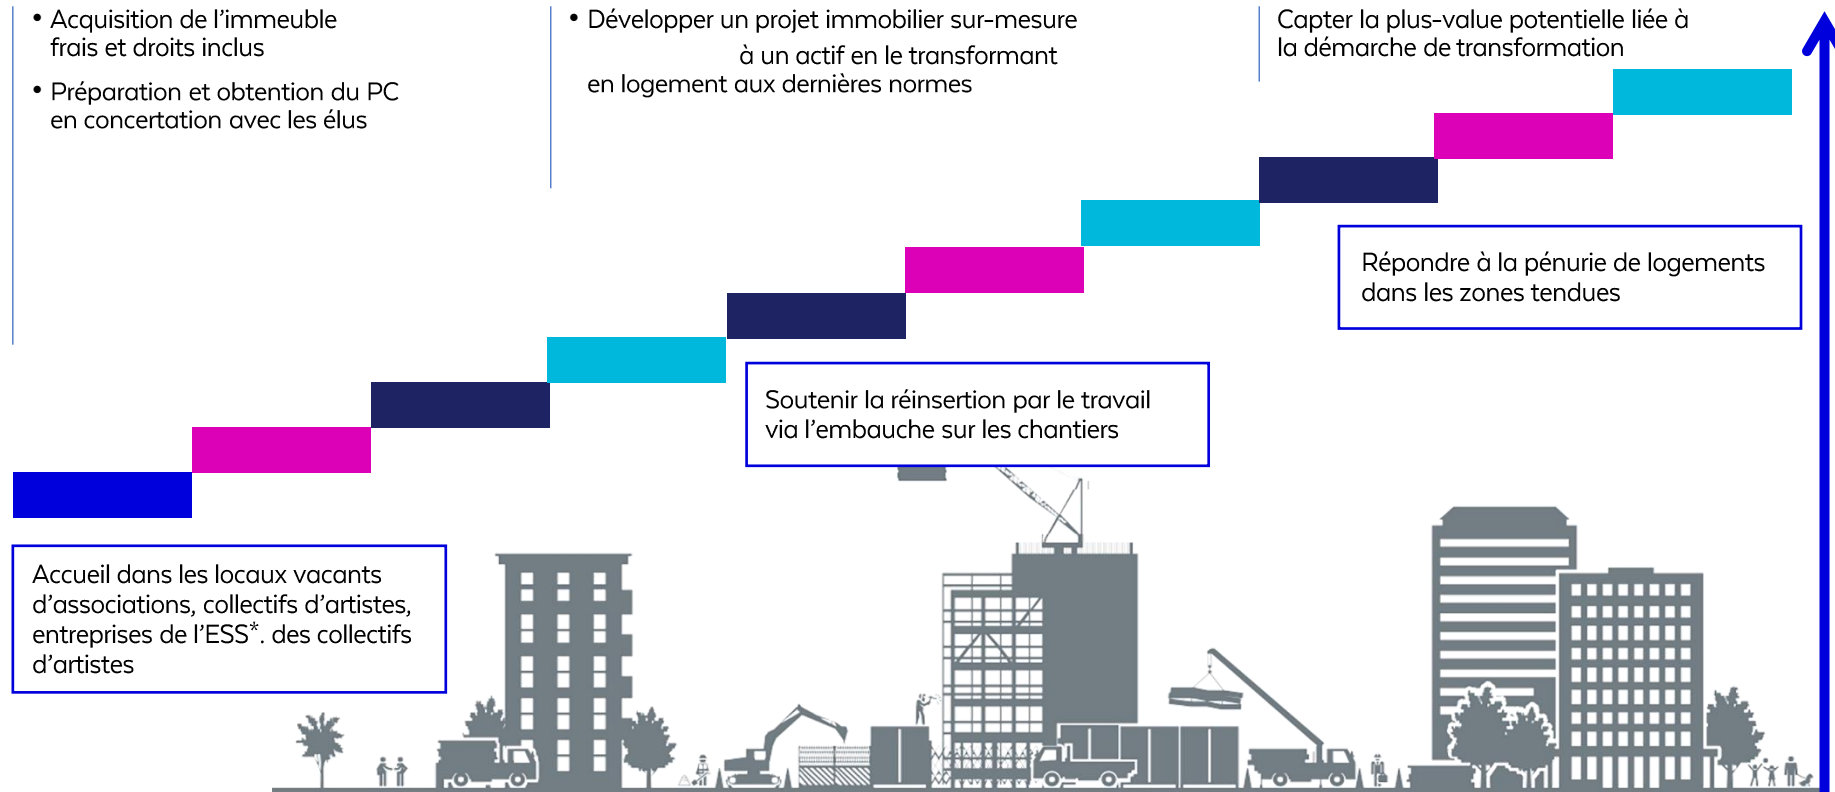 • Acquisition de l’immeuble
frais et droits inclus
• Préparation et obtention du PC
en concertation avec les élus
• Développer un projet immobilier sur-mesure
à un actif en le transformant
en logement aux dernières normes
Capter la plus-value potentielle liée à
la démarche de transformation
Répondre à la pénurie de logements
dans les zones tendues
Soutenir la réinsertion par le travail
via l’embauche sur les chantiers
Accueil dans les locaux vacants
d’associations, collectifs d’artistes,
entreprises de l’ESS*. des collectifs
d’artistes